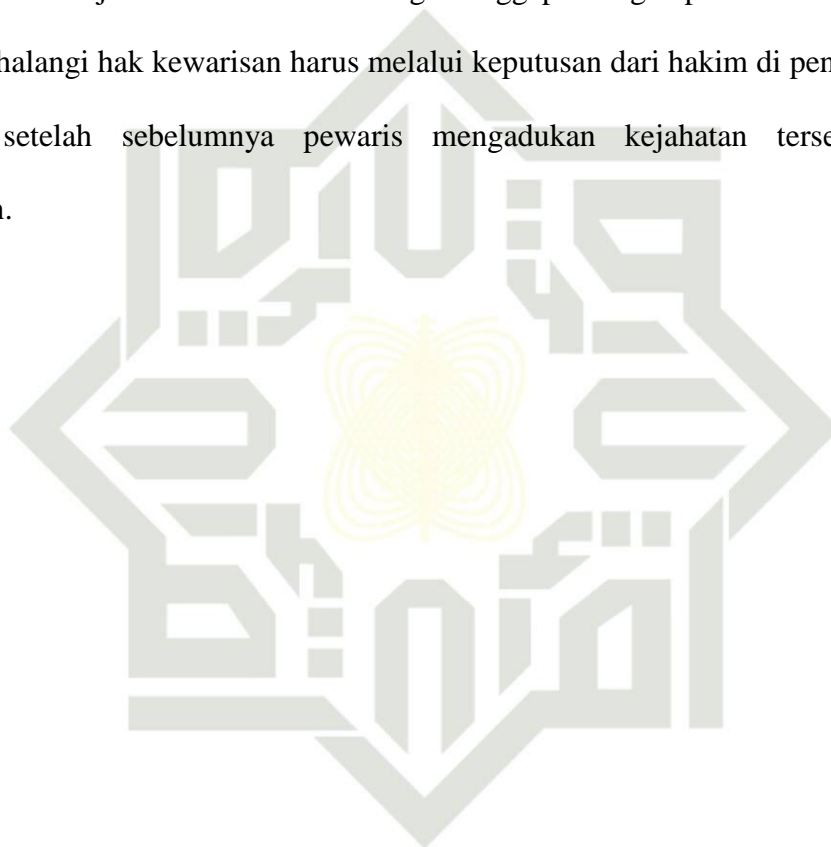 halangi hak kewarisan harus melalui keputusan dari hakim di pen
setelah sebelumnya pewaris mengadukan kejahatan terse